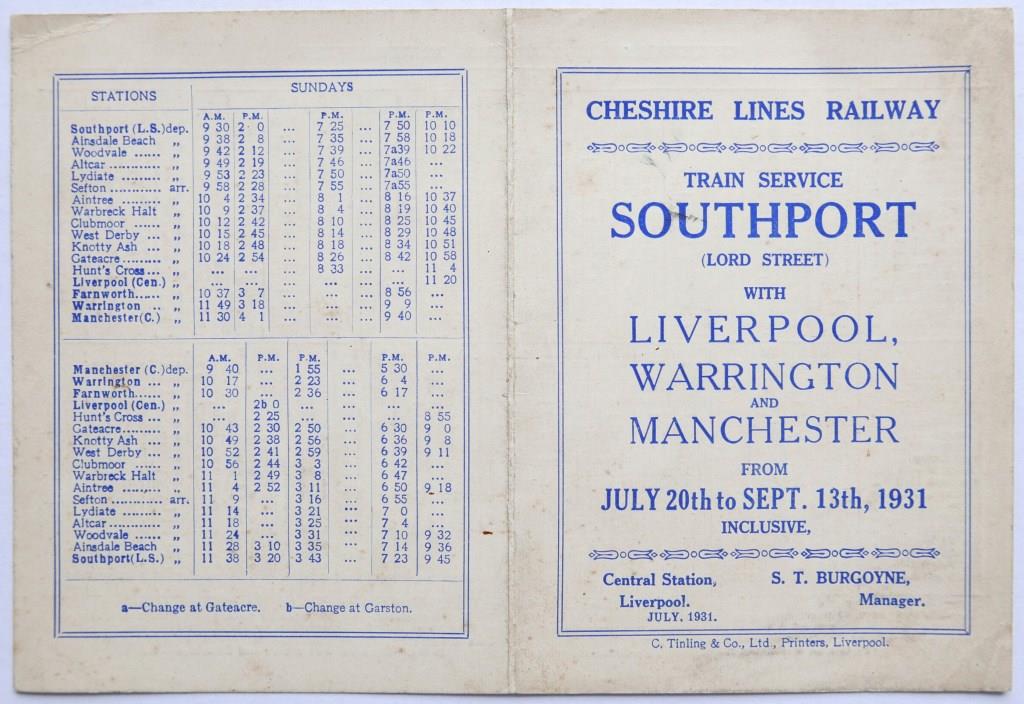 STATIONS
SUNDAYS
A.M. P.M. P.M. P.M. P.M.
Southport (L.S.) dep. 9 30 2 0 ... 7 25 ... 7 50 10 10
Ainsdale Beach „ 9 38 2 8 ... 7 35 ... 7 58 10 18
Woodvale ...... „ 9 42 2 12 ... 7 39 ... 7a39 10 22
Altcar ............ „ 9 49 2 19 ... 7 46 ... 7a46 ...
Lydiate ......... „ 9 53 2 23 ... 7 50 ... 7a50 ...
Sefton ............ arr. 9 58 2 28 ... 7 55 ... 7a55 ...
Aintree ......... „ 10 4 2 34 ... 8 1 ... 8 16 10 37
Warbreck Halt „ 10 9 2 37 ... 8 4 ... 8 19 10 40
Clubmoor ...... „ 10 12 2 42 ... 8 10 ... 8 25 10 45
West Derby ... „ 10 15 2 45 ... 8 14 ... 8 29 10 48
Knotty Ash ... „ 10 18 2 48 ... 8 18 ... 8 34 10 51
Gateacre......... „ 10 24 2 54 ... 8 26 ... 8 42 10 58
Hunt's Cross... „ ... ... ... 8 33 ... ... 11 4
Liverpool (Cen.) „ ... ... ... ... ... ... 11 20
Farnworth...... „ 10 37 3 7 ... ... ... 8 56 ...
Warrington .. „ 11 49 3 18 ... ... ... 9 9 ...
Manchester(C.) „ 11 30 4 1 ... ... ... 9 40 ...
A.M. P.M. P.M. P.M. P.M.
Manchester (C.) dep. 9 40 ... 1 55 ... 5 30 ...
Warrington ... „ 10 17 ... 2 23 ... 6 4 ...
Farnworth...... „ 10 30 ... 2 36 ... 6 17 ...
Liverpool (Cen.) „ ... 2b 0 ... ... ... ...
Hunt's Cross ... „ ... 2 25 ... ... ... 8 55
Gateacre......... „ 10 43 2 30 2 50 ... 6 30 9 0
Knotty Ash ... „ 10 49 2 38 2 56 ... 6 36 9 8
West Derby ... „ 10 52 2 41 2 59 ... 6 39 9 11
Clubmoor ...... „ 10 56 2 44 3 3 ... 6 42 ...
Warbreck Halt „ 11 1 2 49 3 8 ... 6 47 ...
Aintree ......... „ 11 4 2 52 3 11 ... 6 50 9 18
Sefton ............ arr. 11 9 ... 3 16 ... 6 55 ...
Lydiate ......... „ 11 14 ... 3 21 ... 7 0 ...
Altcar ............ „ 11 18 ... 3 25 ... 7 4 ...
Woodvale ...... „ 11 24 ... 3 31 ... 7 10 9 32
Ainsdale Beach „ 11 28 3 10 3 35 ... 7 14 9 36
Southport(L.S.) „ 11 38 3 20 3 43 ... 7 23 9 45
a—Change at Gateacre. b—Change at Garston.
CHESHIRE LINES RAILWAY
TRAIN SERVICE
SOUTHPORT
(LORD STREET)
WITH
LIVERPOOL,
WARRINGTON
AND
MANCHESTER
FROM
JULY 20th to SEPT. 13th, 1931
INCLUSIVE,
Central Station, S. T. BURGOYNE,
Liverpool. Manager.
JULY, 1931.
C. Tinling & Co., Ltd., Printers, Liverpool.